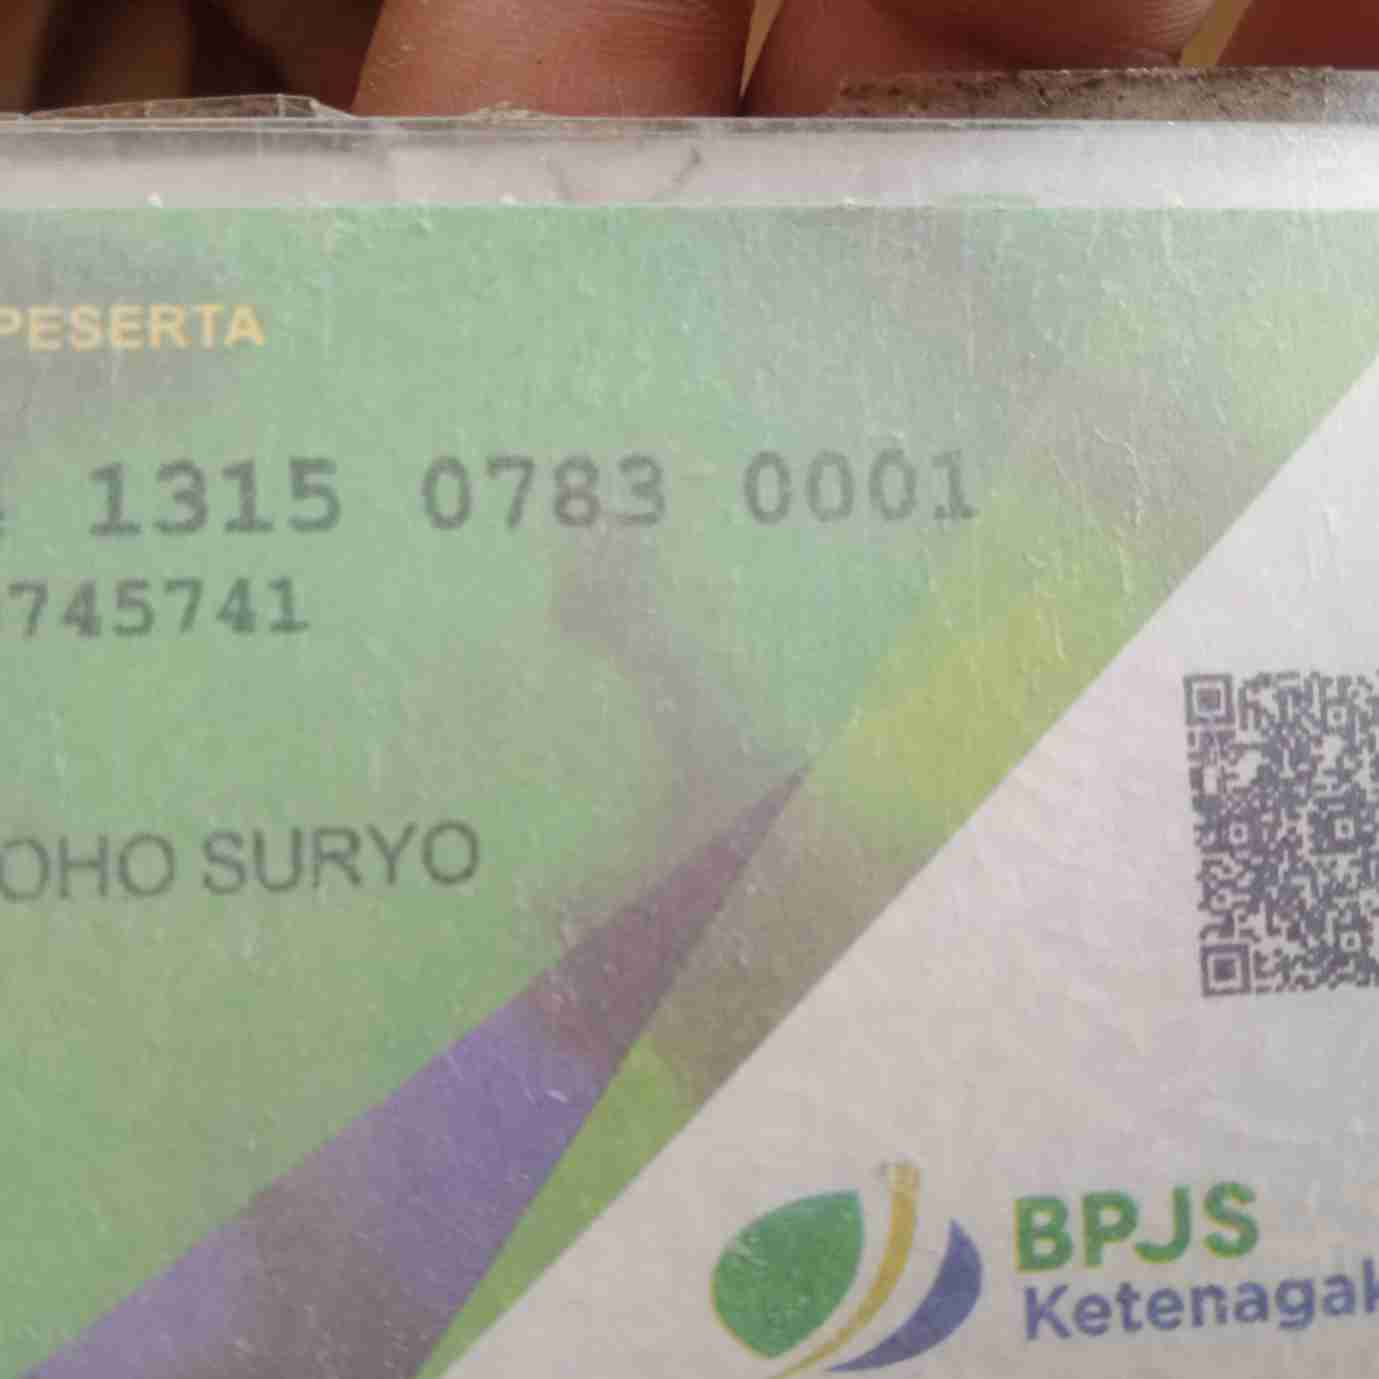 PESERTA
1315 0783 0001
745741
OHO SURYO
BPJS
Ketenagak